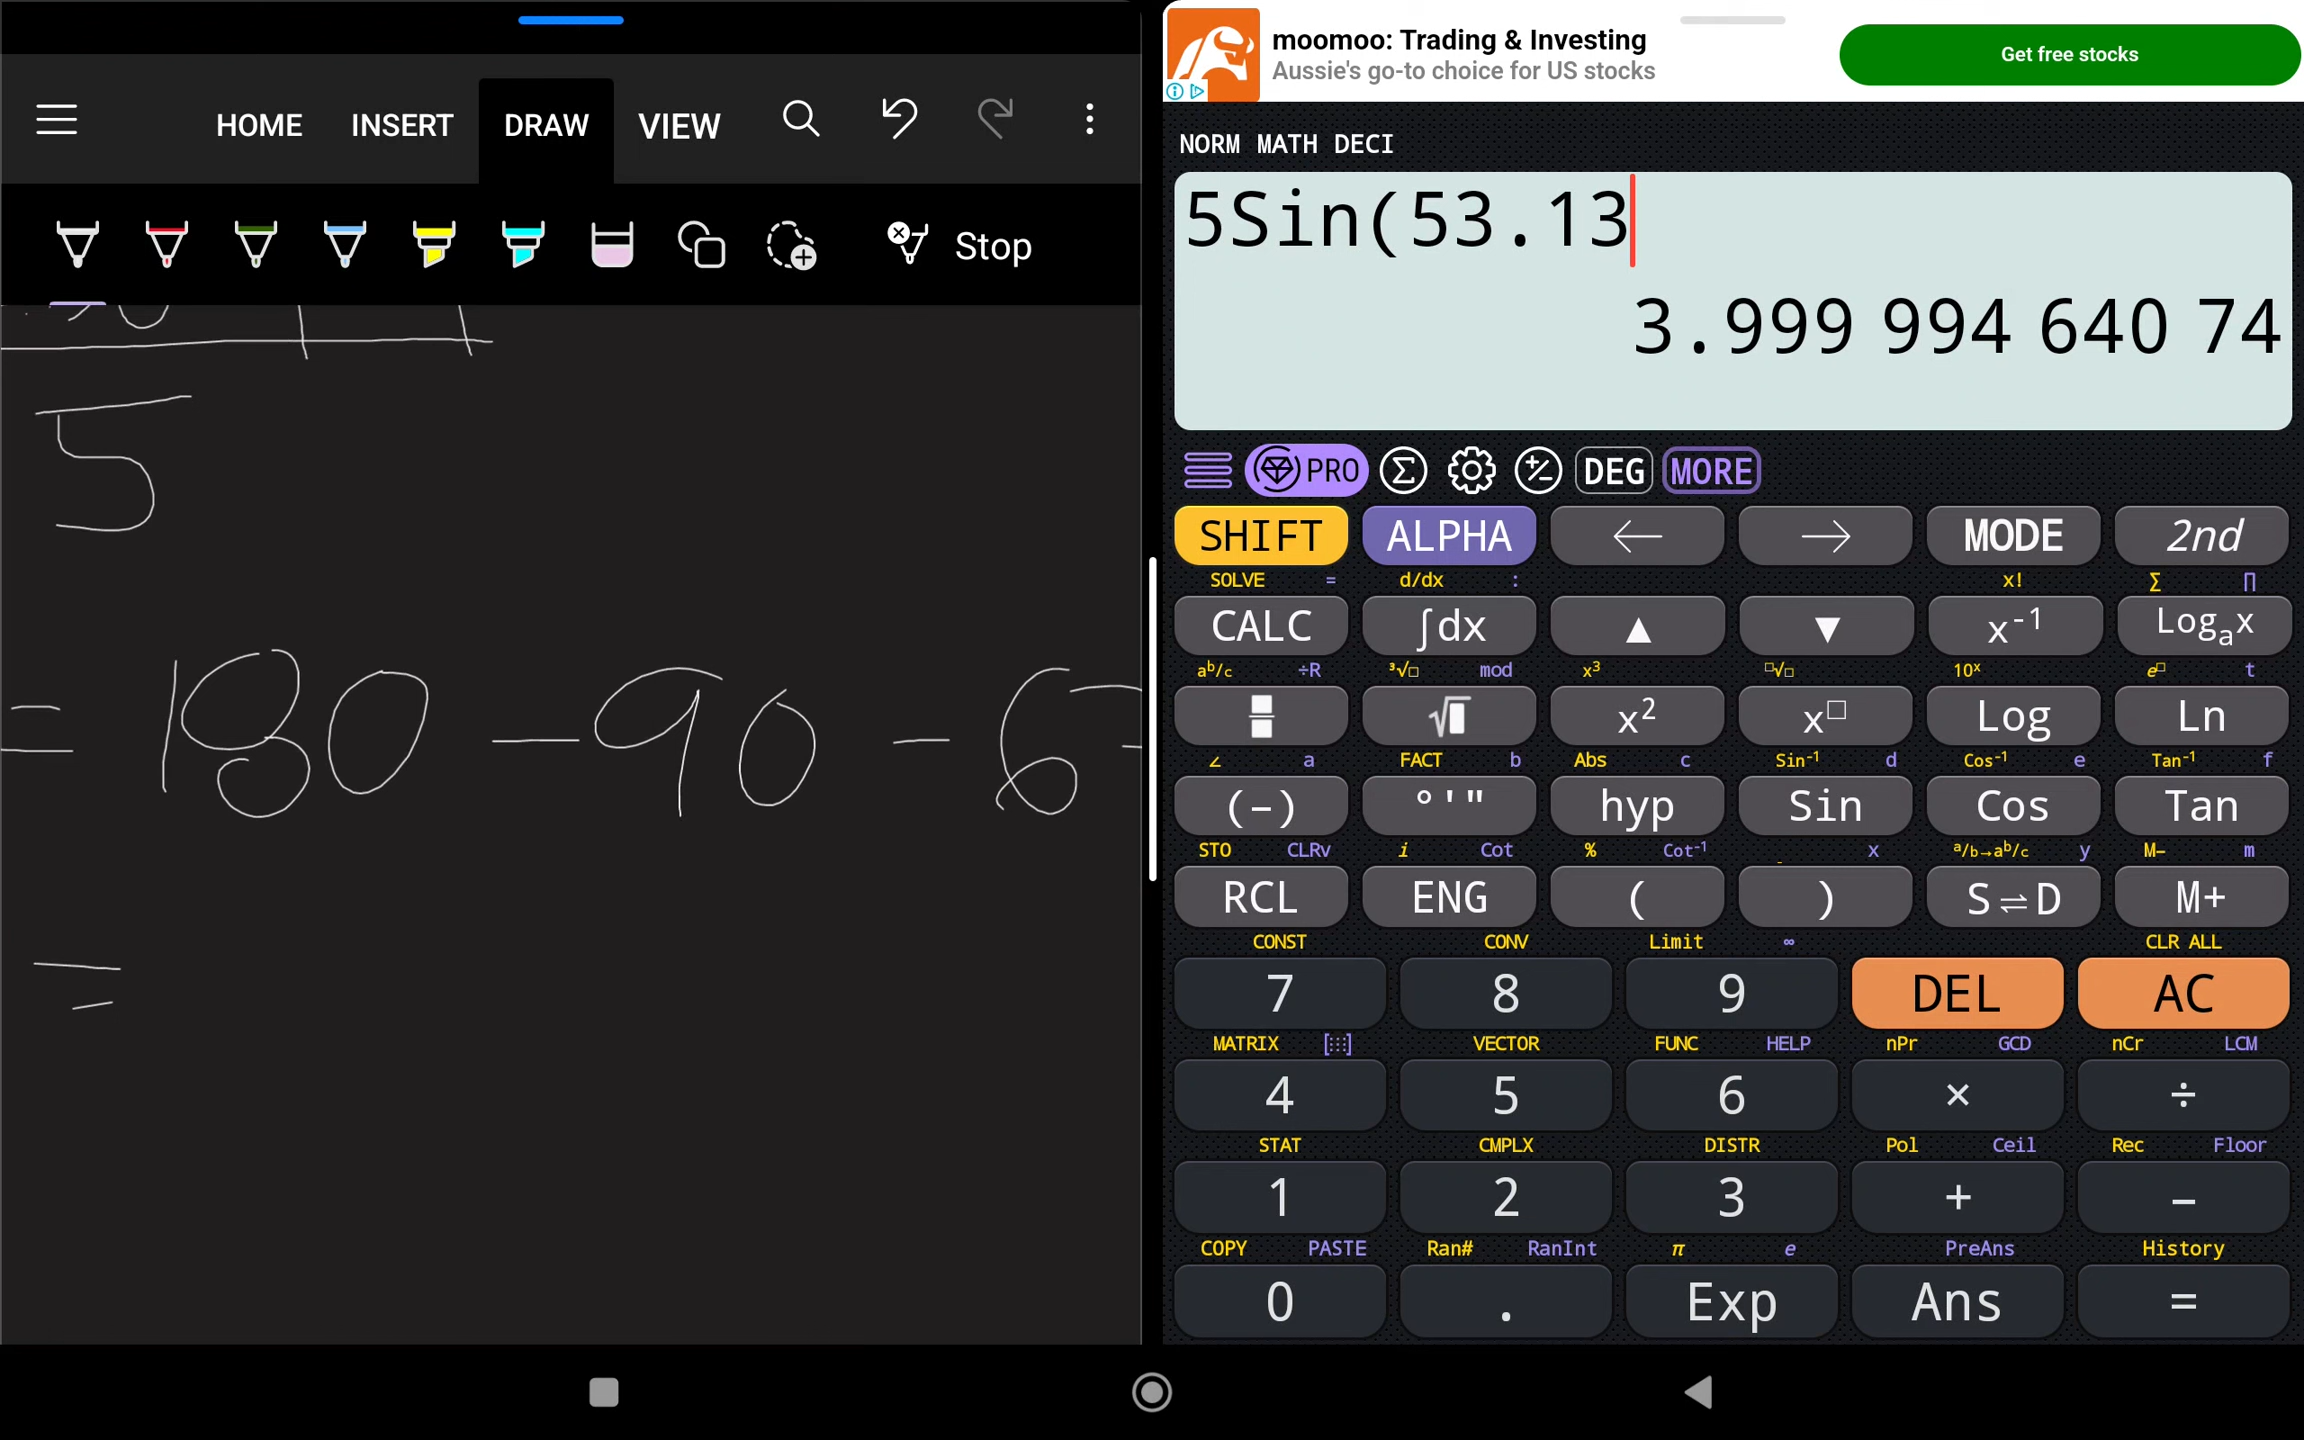 moomoo: Trading & Investing
Aussie's go-to choice for US stocks
Get free stocks
HOME INSERT DRAW VIEW
Stop
5
= 180 - 90 - 6
=
NORM MATH DECI
5Sin(53.13
3.999 994 640 74
PRO Σ DEG MORE
SHIFT ALPHA ← → MODE 2nd
SOLVE = d/dx : x! Σ ∏
CALC ∫dx ▲ ▼ x⁻¹ Logₐx
aᵇ/c ÷R ³√□ mod x³ □√□ 10ˣ e□ t
√ x² x□ Log Ln
∠ a FACT b Abs c Sin⁻¹ d Cos⁻¹ e Tan⁻¹ f
(−) °'" hyp Sin Cos Tan
STO CLRv i Cot % Cot⁻¹ x a/b→aᵇ/c y M− m
RCL ENG ( ) S⇌D M+
CONST CONV Limit ∞ CLR ALL
7 8 9 DEL AC
MATRIX VECTOR FUNC HELP nPr GCD nCr LCM
4 5 6 × ÷
STAT CMPLX DISTR Pol Ceil Rec Floor
1 2 3 + −
COPY PASTE Ran# RanInt π e PreAns History
0 . Exp Ans =